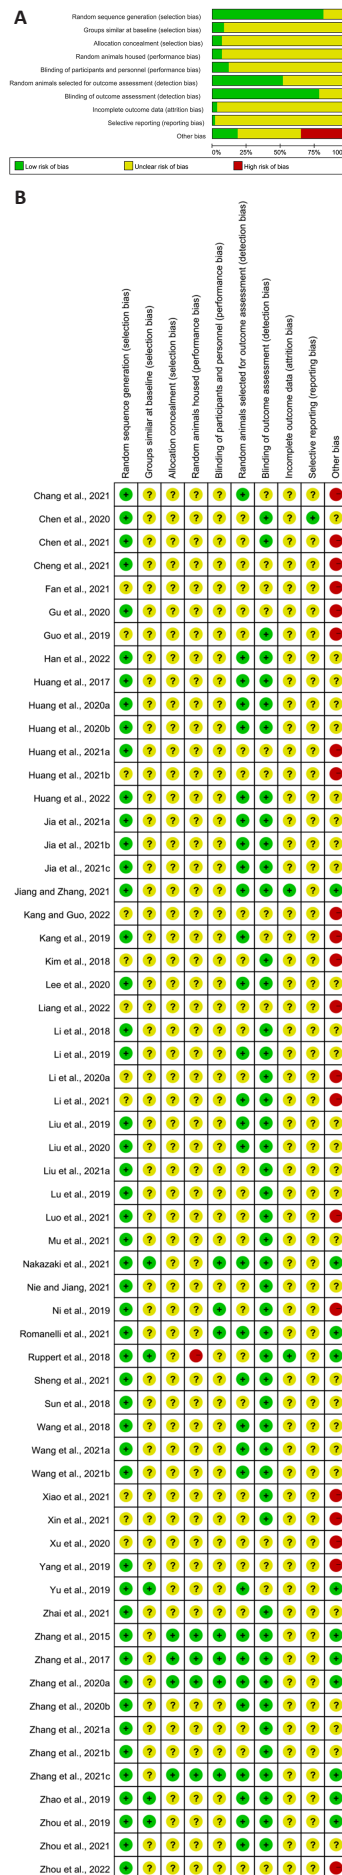 A
Random sequence generation (selection bias)
Groups similar at baseline (selection bias)
Allocation concealment (selection bias)
Random animals housed (performance bias)
Blinding of participants and personnel (performance bias)
Random animals selected for outcome assessment (detection bias)
Blinding of outcome assessment (detection bias)
Incomplete outcome data (attrition bias)
Selective reporting (reporting bias)
Other bias
0% 25% 50% 75% 100%
Low risk of bias Unclear risk of bias High risk of bias
B
Random sequence generation (selection bias)
Groups similar at baseline (selection bias)
Allocation concealment (selection bias)
Random animals housed (performance bias)
Blinding of participants and personnel (performance bias)
Random animals selected for outcome assessment (detection bias)
Blinding of outcome assessment (detection bias)
Incomplete outcome data (attrition bias)
Selective reporting (reporting bias)
Other bias
Chang et al., 2021
Chen et al., 2020
Chen et al., 2021
Cheng et al., 2021
Fan et al., 2021
Gu et al., 2020
Guo et al., 2019
Han et al., 2022
Huang et al., 2017
Huang et al., 2020a
Huang et al., 2020b
Huang et al., 2021a
Huang et al., 2021b
Huang et al., 2022
Jia et al., 2021a
Jia et al., 2021b
Jia et al., 2021c
Jiang and Zhang, 2021
Kang and Guo, 2022
Kang et al., 2019
Kim et al., 2018
Lee et al., 2020
Liang et al., 2022
Li et al., 2018
Li et al., 2019
Li et al., 2020a
Li et al., 2021
Liu et al., 2019
Liu et al., 2020
Liu et al., 2021a
Lu et al., 2019
Luo et al., 2021
Mu et al., 2021
Nakazaki et al., 2021
Nie and Jiang, 2021
Ni et al., 2019
Romanelli et al., 2021
Ruppert et al., 2018
Sheng et al., 2021
Sun et al., 2018
Wang et al., 2018
Wang et al., 2021a
Wang et al., 2021b
Xiao et al., 2021
Xin et al., 2021
Xu et al., 2020
Yang et al., 2019
Yu et al., 2019
Zhai et al., 2021
Zhang et al., 2015
Zhang et al., 2017
Zhang et al., 2020a
Zhang et al., 2020b
Zhang et al., 2021a
Zhang et al., 2021b
Zhang et al., 2021c
Zhao et al., 2019
Zhou et al., 2019
Zhou et al., 2021
Zhou et al., 2022